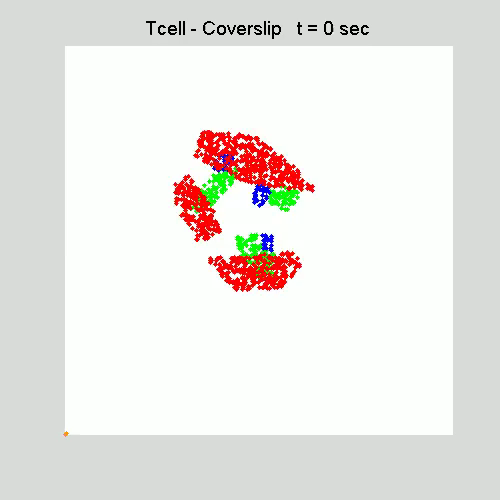 Tcell - Coverslip   t = 0 sec